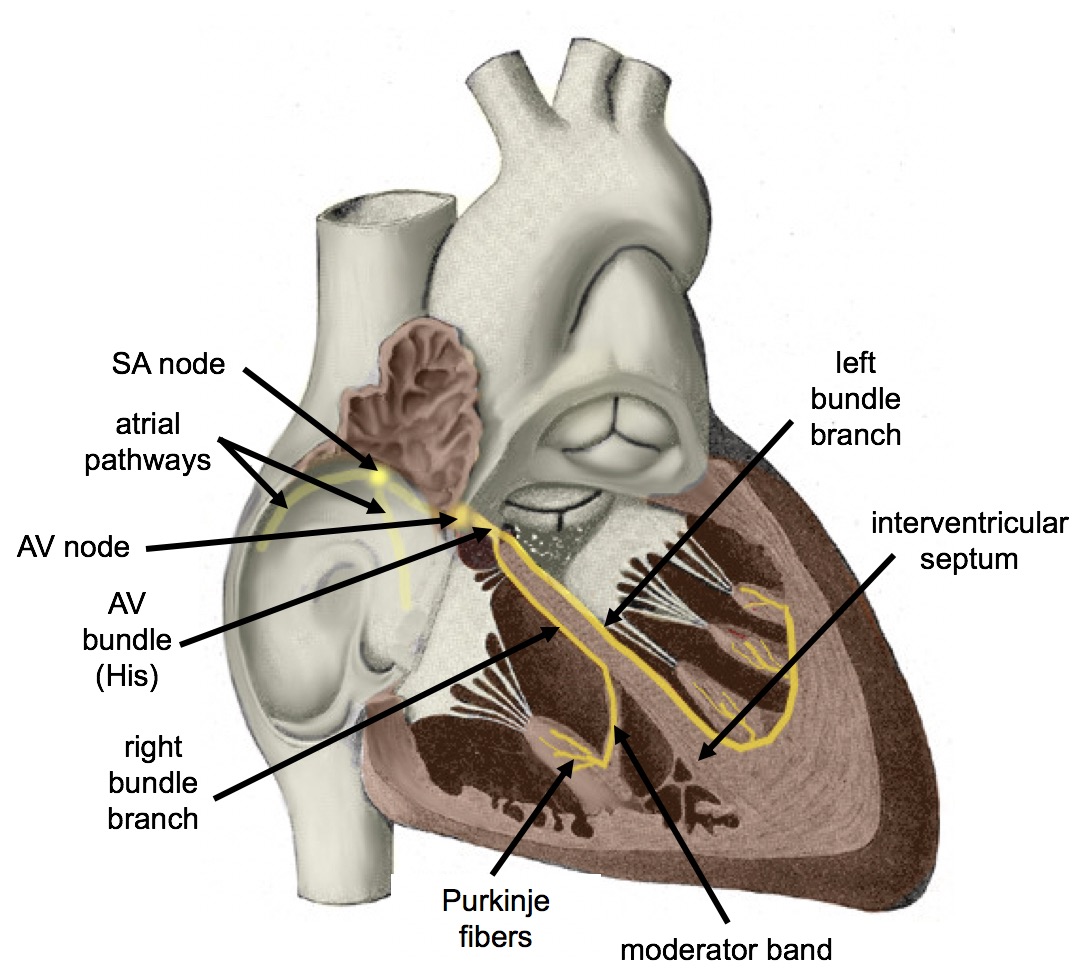 SA node
atrial
pathways
AV node
AV
bundle
(His)
right
bundle
branch
Purkinje
fibers
moderator band
left
bundle
branch
interventricular
septum